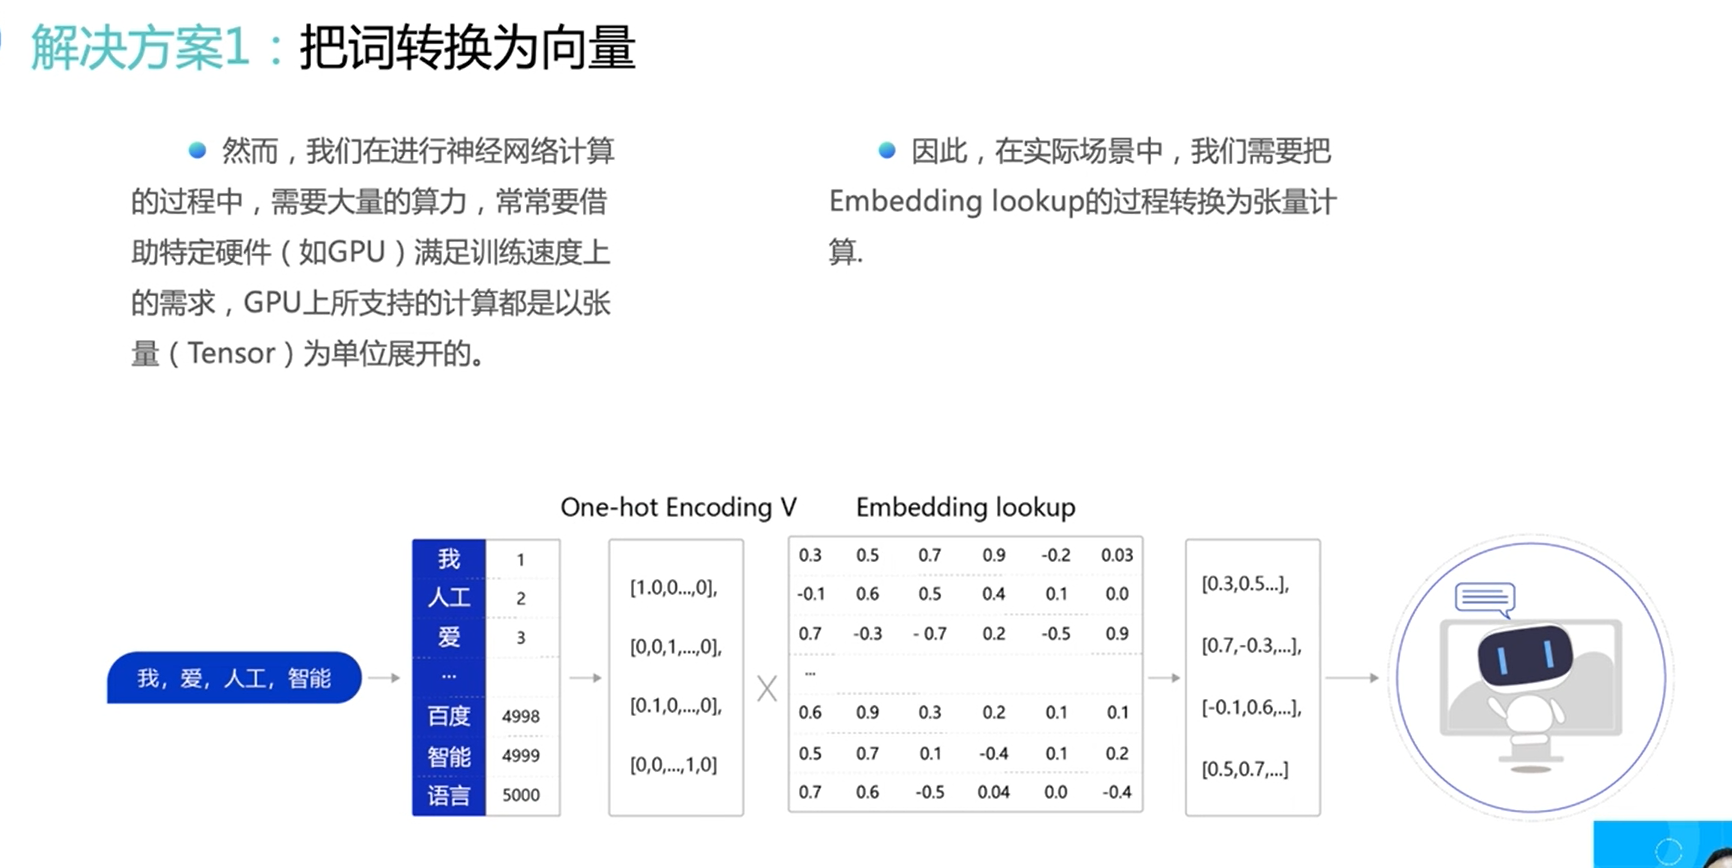 解决方案1：把词转换为向量
然而，我们在进行神经网络计算
的过程中，需要大量的算力，常常要借
助特定硬件（如GPU）满足训练速度上
的需求，GPU上所支持的计算都是以张
量（Tensor）为单位展开的。
因此，在实际场景中，我们需要把
Embedding lookup的过程转换为张量计
算.
One-hot Encoding V
Embedding lookup
我，爱，人工，智能
我 1
人工 2
爱 3
...
百度 4998
智能 4999
语言 5000
[1.0,0...,0],
[0,0,1,...,0],
[0.1,0,...,0],
[0,0,...,1,0]
X
0.3 0.5 0.7 0.9 -0.2 0.03
-0.1 0.6 0.5 0.4 0.1 0.0
0.7 -0.3 - 0.7 0.2 -0.5 0.9
...
0.6 0.9 0.3 0.2 0.1 0.1
0.5 0.7 0.1 -0.4 0.1 0.2
0.7 0.6 -0.5 0.04 0.0 -0.4
[0.3,0.5...],
[0.7,-0.3,...],
[-0.1,0.6,...],
[0.5,0.7,...]